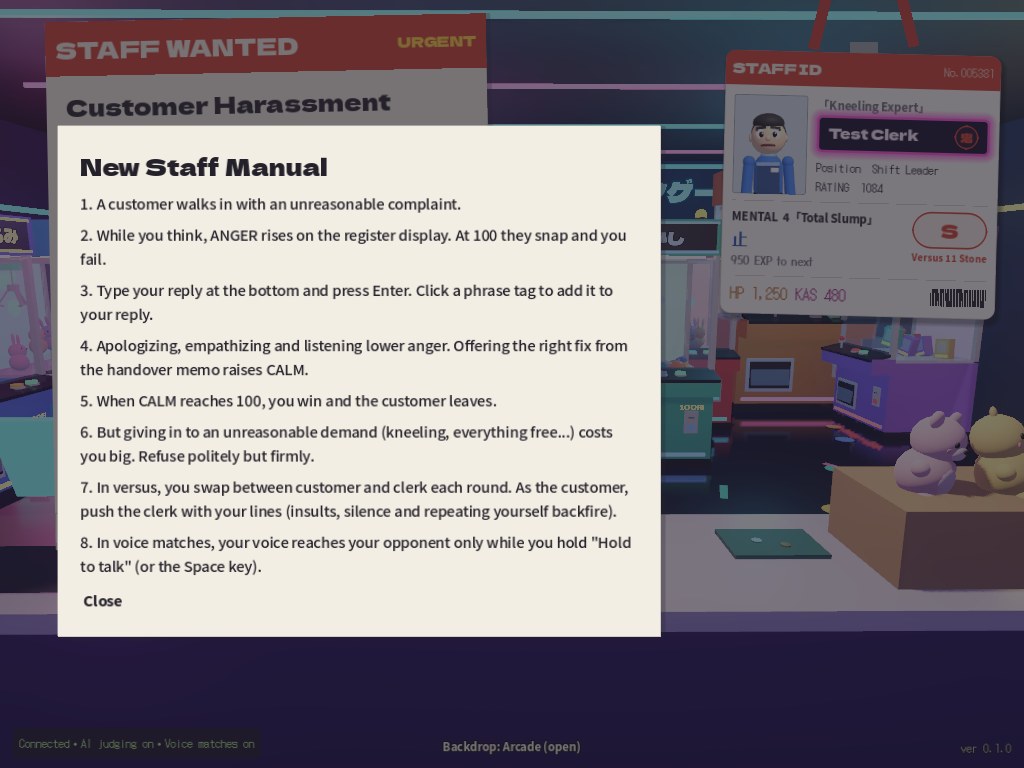 STAFF WANTED
URGENT
Customer Harassment
New Staff Manual
1. A customer walks in with an unreasonable complaint.
2. While you think, ANGER rises on the register display. At 100 they snap and you
fail.
3. Type your reply at the bottom and press Enter. Click a phrase tag to add it to
your reply.
4. Apologizing, empathizing and listening lower anger. Offering the right fix from
the handover memo raises CALM.
5. When CALM reaches 100, you win and the customer leaves.
6. But giving in to an unreasonable demand (kneeling, everything free...) costs
you big. Refuse politely but firmly.
7. In versus, you swap between customer and clerk each round. As the customer,
push the clerk with your lines (insults, silence and repeating yourself backfire).
8. In voice matches, your voice reaches your opponent only while you hold "Hold
to talk" (or the Space key).
Close
STAFF ID
No. 005381
「Kneeling Expert」
Test Clerk
Position Shift Leader
RATING 1084
MENTAL 4「Total Slump」
止
950 EXP to next
S
Versus 11 Stone
HP 1,250 KAS 480
グ
し
み
100円
Connected • AI judging on • Voice matches on
Backdrop: Arcade (open)
ver 0.1.0